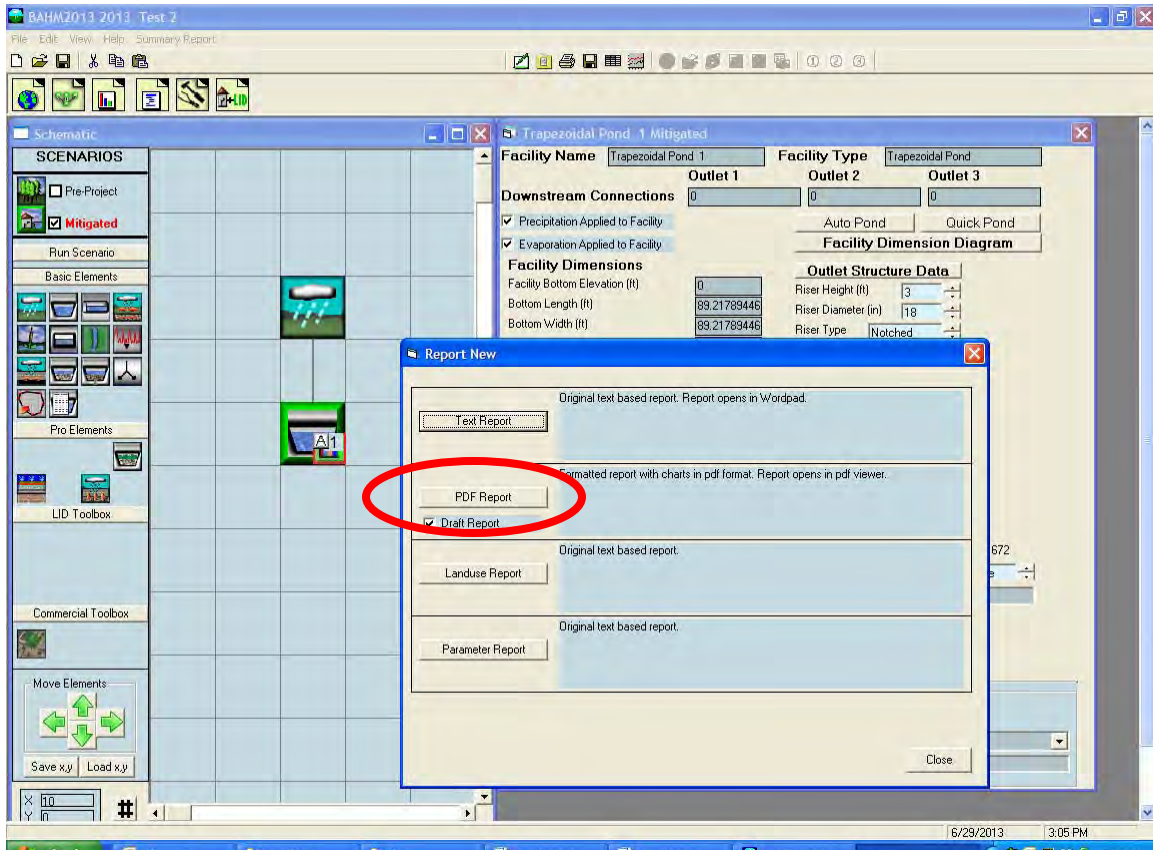 BAHM2013 2013 Test 2
File Edit View Help Summary Report
Schematic
SCENARIOS
Pre-Project
Mitigated
Run Scenario
Basic Elements
Pro Elements
LID Toolbox
Commercial Toolbox
Move Elements
Save x,y Load x,y
X 10
Y 0
#
A 1
+LID
Trapezoidal Pond 1 Mitigated
Facility Name Trapezoidal Pond 1 Facility Type Trapezoidal Pond
Outlet 1 Outlet 2 Outlet 3
Downstream Connections 0 0 0
Precipitation Applied to Facility Auto Pond Quick Pond
Evaporation Applied to Facility Facility Dimension Diagram
Facility Dimensions Outlet Structure Data
Facility Bottom Elevation (ft) 0 Riser Height (ft) 3
Bottom Length (ft) 89.21789446 Riser Diameter (in) 18
Bottom Width (ft) 89.21789446 Riser Type Notched
672
Report New
Original text based report. Report opens in Wordpad.
Text Report
Formatted report with charts in pdf format. Report opens in pdf viewer.
PDF Report
Draft Report
Original text based report.
Landuse Report
Original text based report.
Parameter Report
Close
6/29/2013 3:05 PM